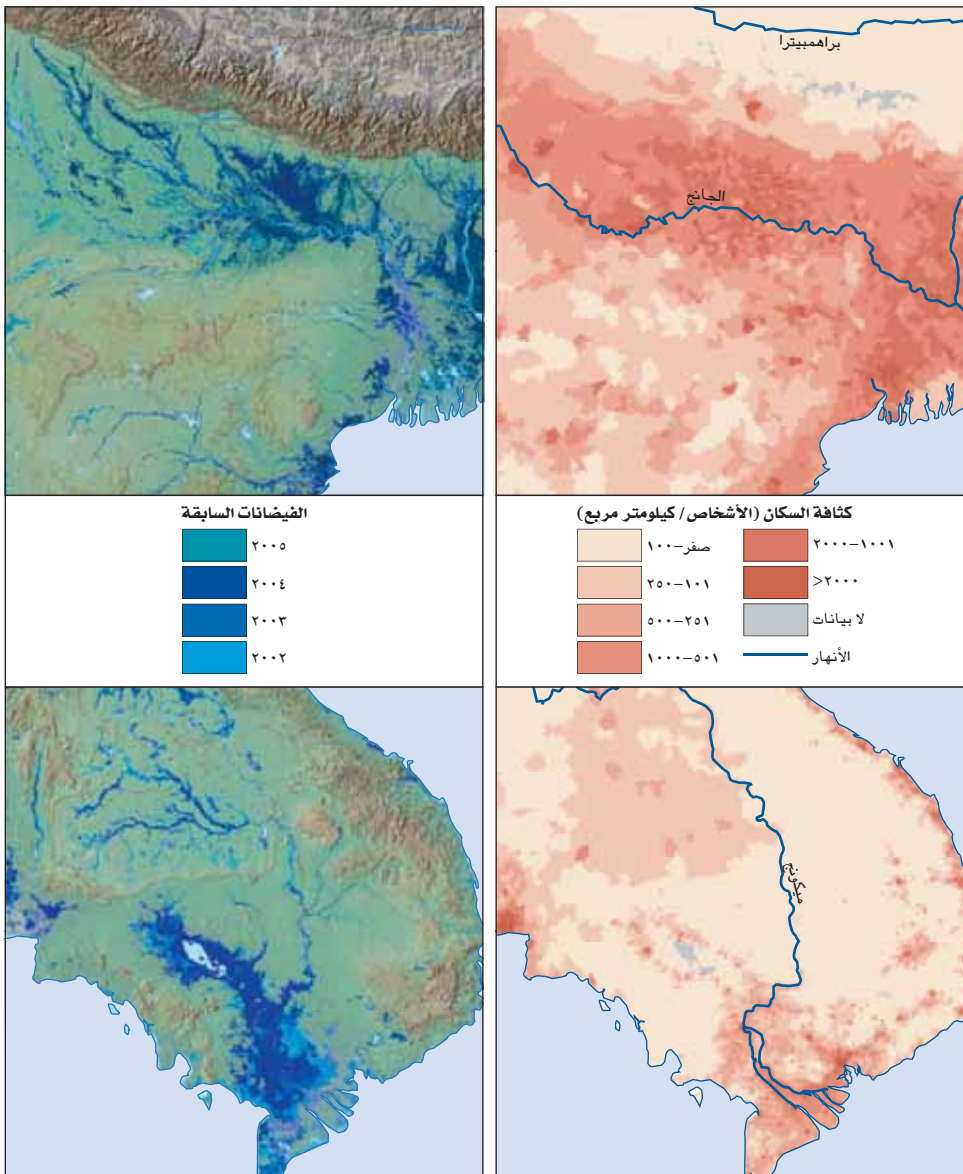 براهمبيترا
الجانج
كثافة السكان (الأشخاص/ كيلومتر مربع)
صفر-١٠٠
١٠١-٢٥٠
٢٥١-٥٠٠
٥٠١-١٠٠٠
١٠٠١-٢٠٠٠
>٢٠٠٠
لا بيانات
الأنهار
الفيضانات السابقة
٢٠٠٥
٢٠٠٤
٢٠٠٣
٢٠٠٢
ميكونج